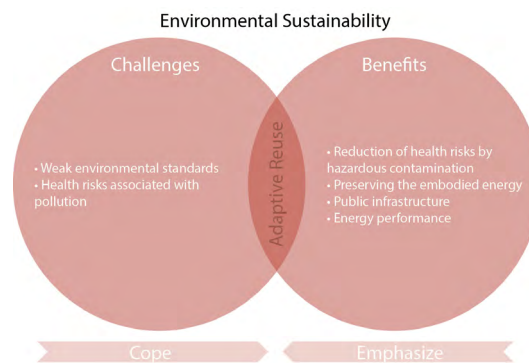 Environmental Sustainability
Challenges
Benefits
• Weak environmental standards
• Health risks associated with
pollution
Adaptive Reuse
• Reduction of health risks by
hazardous contamination
• Preserving the embodied energy
• Public infrastructure
• Energy performance
Cope
Emphasize